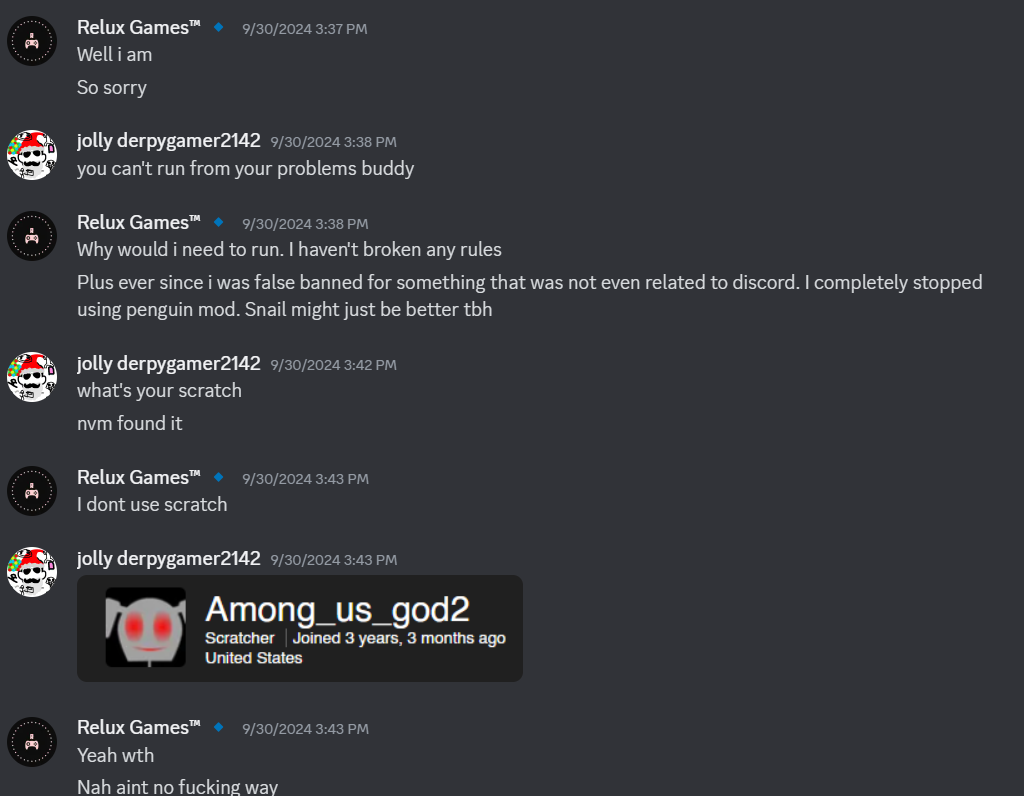 Relux Games™ 9/30/2024 3:37 PM
Well i am
So sorry
jolly derpygamer2142 9/30/2024 3:38 PM
you can't run from your problems buddy
Relux Games™ 9/30/2024 3:38 PM
Why would i need to run. I haven't broken any rules
Plus ever since i was false banned for something that was not even related to discord. I completely stopped
using penguin mod. Snail might just be better tbh
jolly derpygamer2142 9/30/2024 3:42 PM
what's your scratch
nvm found it
Relux Games™ 9/30/2024 3:43 PM
I dont use scratch
jolly derpygamer2142 9/30/2024 3:43 PM
Among_us_god2
Scratcher | Joined 3 years, 3 months ago
United States
Relux Games™ 9/30/2024 3:43 PM
Yeah wth
Nah aint no fucking way